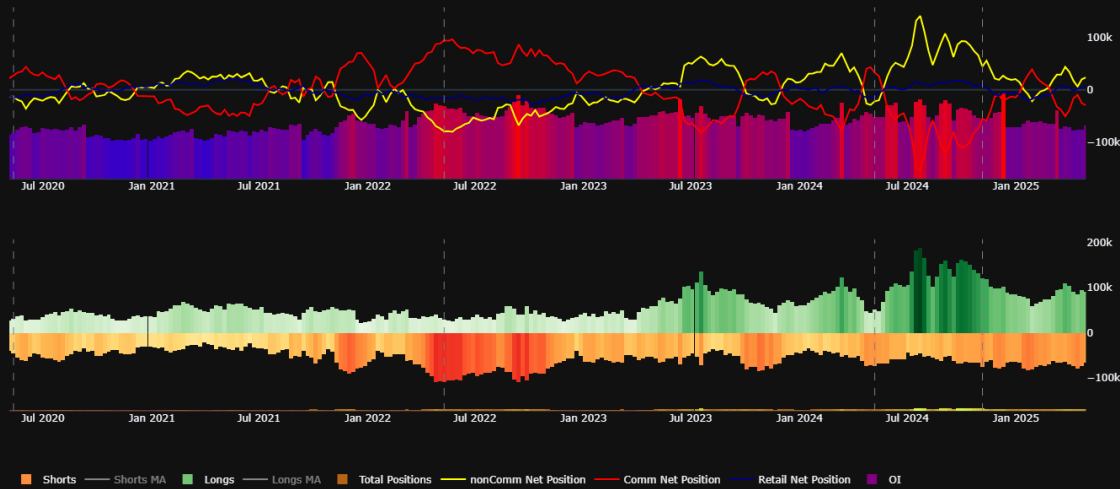 100k
0
−100k
Jul 2020 Jan 2021 Jul 2021 Jan 2022 Jul 2022 Jan 2023 Jul 2023 Jan 2024 Jul 2024 Jan 2025
200k
100k
0
−100k
Jul 2020 Jan 2021 Jul 2021 Jan 2022 Jul 2022 Jan 2023 Jul 2023 Jan 2024 Jul 2024 Jan 2025
Shorts Shorts MA Longs Longs MA Total Positions nonComm Net Position Comm Net Position Retail Net Position OI